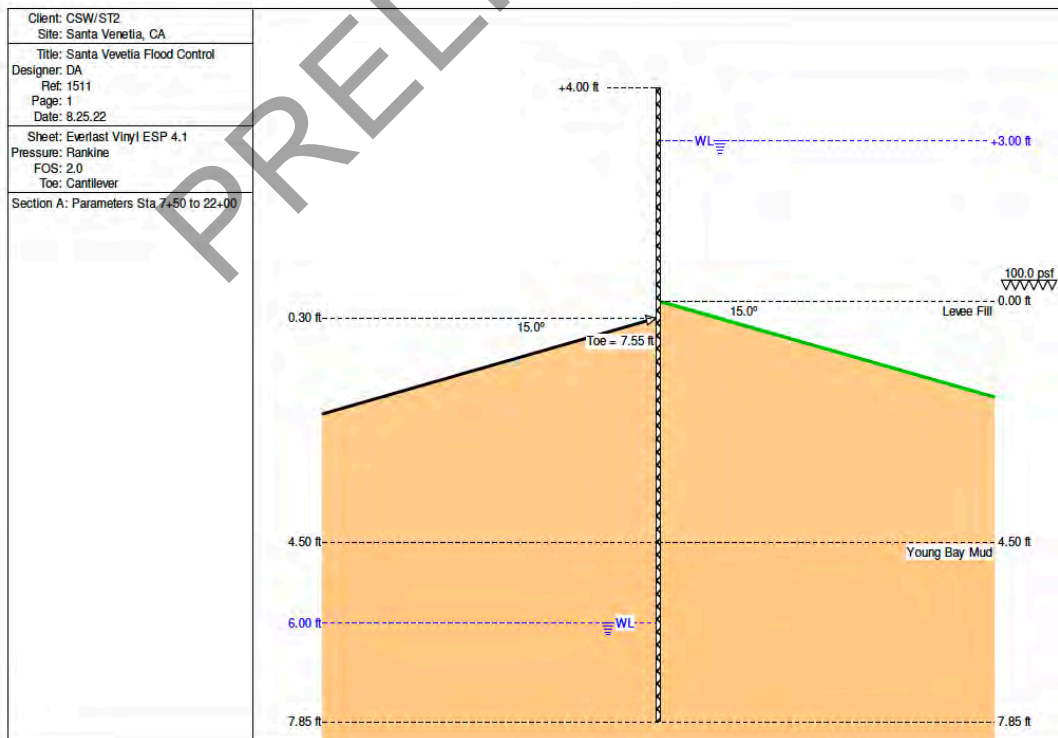 Client: CSW/ST2
Site: Santa Venetia, CA
Title: Santa Vevetia Flood Control
Designer: DA
Ref: 1511
Page: 1
Date: 8.25.22
Sheet: Everlast Vinyl ESP 4.1
Pressure: Rankine
FOS: 2.0
Toe: Cantilever
Section A: Parameters Sta 7+50 to 22+00
PRELI
+4.00 ft
WL
+3.00 ft
100.0 psf
0.00 ft
Levee Fill
15.0º
0.30 ft
15.0º
Toe = 7.55 ft
4.50 ft
4.50 ft
Young Bay Mud
6.00 ft
WL
7.85 ft
7.85 ft